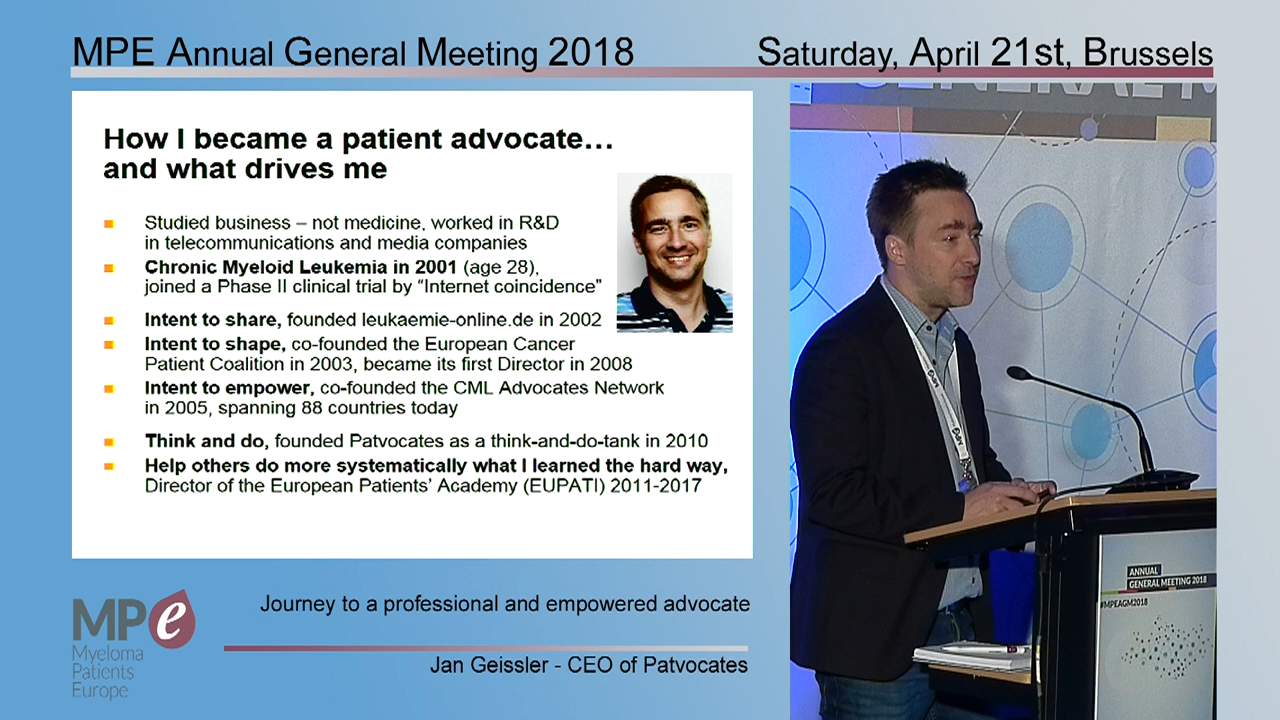 MPE Annual General Meeting 2018
Saturday, April 21st, Brussels
How I became a patient advocate…
and what drives me
Studied business – not medicine, worked in R&D
in telecommunications and media companies
Chronic Myeloid Leukemia in 2001 (age 28),
joined a Phase II clinical trial by “Internet coincidence”
Intent to share, founded leukaemie-online.de in 2002
Intent to shape, co-founded the European Cancer
Patient Coalition in 2003, became its first Director in 2008
Intent to empower, co-founded the CML Advocates Network
in 2005, spanning 88 countries today
Think and do, founded Patvocates as a think-and-do-tank in 2010
Help others do more systematically what I learned the hard way,
Director of the European Patients’ Academy (EUPATI) 2011-2017
MPe
Myeloma
Patients
Europe
Journey to a professional and empowered advocate
Jan Geissler - CEO of Patvocates
ANNUAL
GENERAL MEETING 2018
#MPEAGM2018